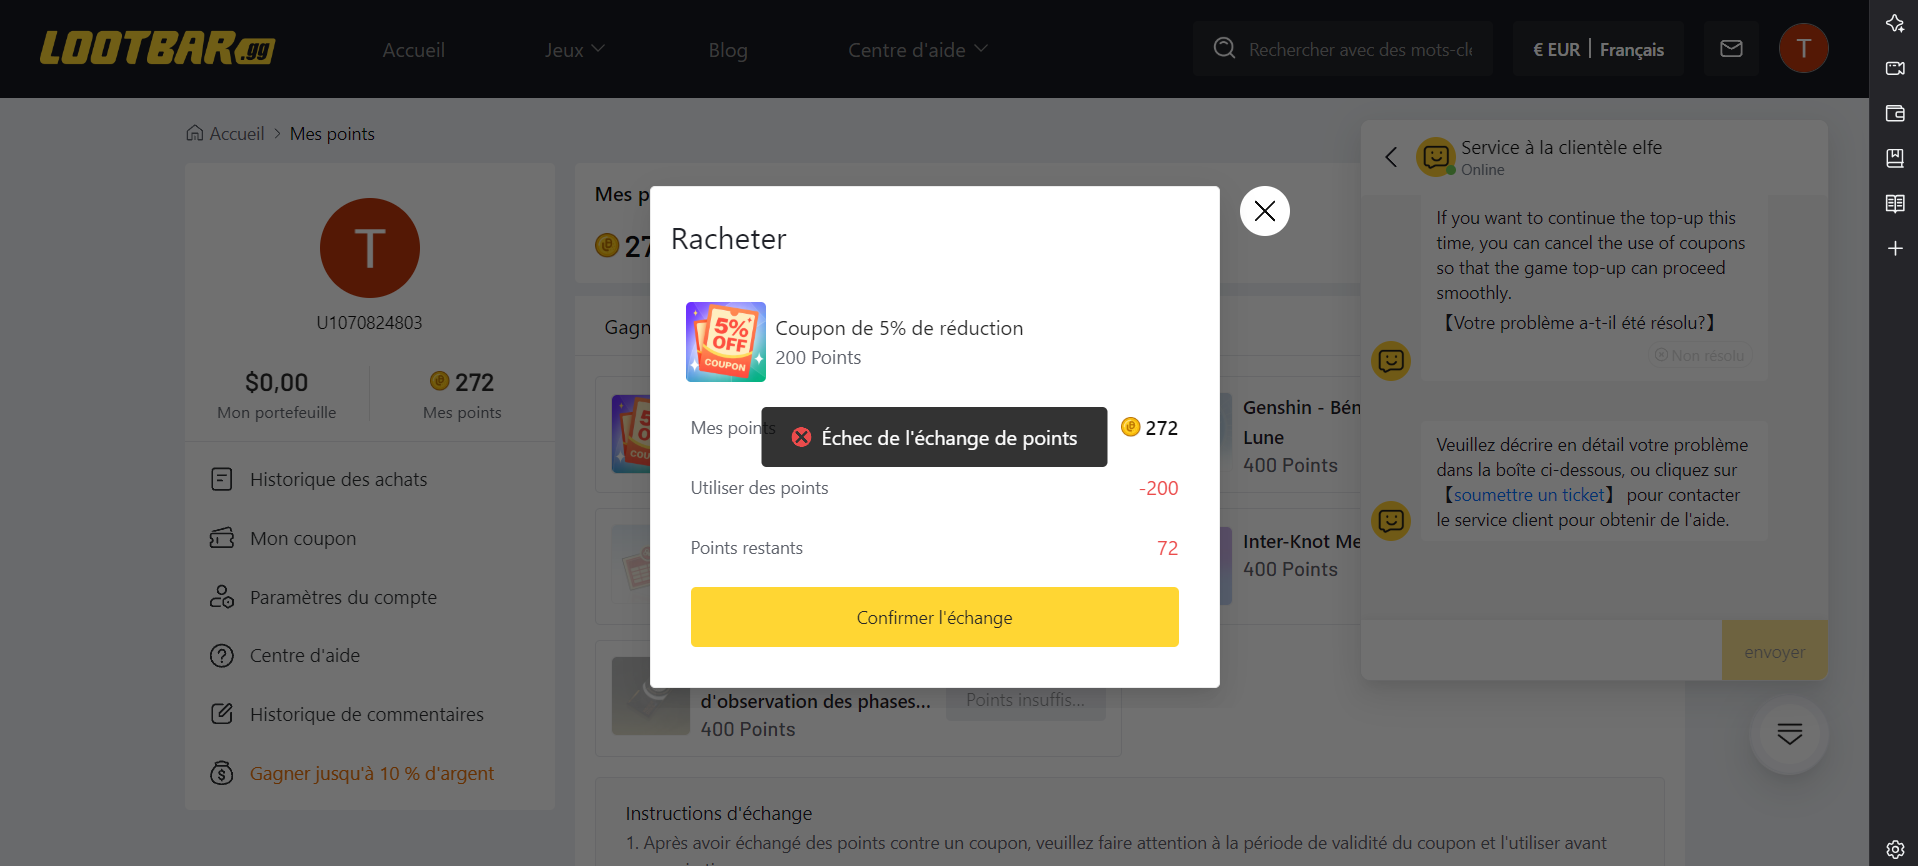 LOOTBAR.gg
Accueil
Jeux
Blog
Centre d'aide
Rechercher avec des mots-clé
€ EUR | Français
T
Accueil > Mes points
T
U1070824803
$0,00
Mon portefeuille
272
Mes points
Historique des achats
Mon coupon
Paramètres du compte
Centre d'aide
Historique de commentaires
Gagner jusqu'à 10 % d'argent
Mes p
27
Gagn
Racheter
5%
OFF
COUPON
Coupon de 5% de réduction
200 Points
Mes points
272
Échec de l'échange de points
Utiliser des points
-200
Points restants
72
Confirmer l'échange
Genshin - Bén
Lune
400 Points
Inter-Knot Me
400 Points
d'observation des phases...
400 Points
Points insuffis...
Instructions d'échange
1. Après avoir échangé des points contre un coupon, veuillez faire attention à la période de validité du coupon et l'utiliser avant
Service à la clientèle elfe
Online
If you want to continue the top-up this
time, you can cancel the use of coupons
so that the game top-up can proceed
smoothly.
【Votre problème a-t-il été résolu?】
Non résolu
Veuillez décrire en détail votre problème
dans la boîte ci-dessous, ou cliquez sur
【soumettre un ticket】 pour contacter
le service client pour obtenir de l'aide.
envoyer